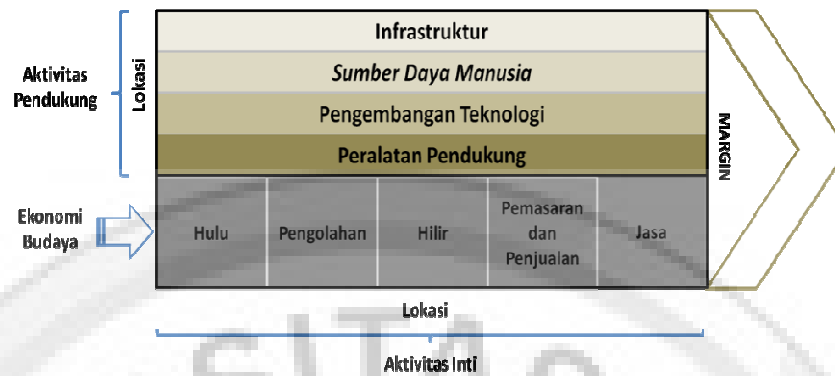 Infrastruktur
Sumber Daya Manusia
Pengembangan Teknologi
Peralatan Pendukung
Aktivitas
Pendukung
Lokasi
MARGIN
Ekonomi
Budaya
Hulu
Pengolahan
Hilir
Pemasaran
dan
Penjualan
Jasa
Lokasi
Aktivitas Inti